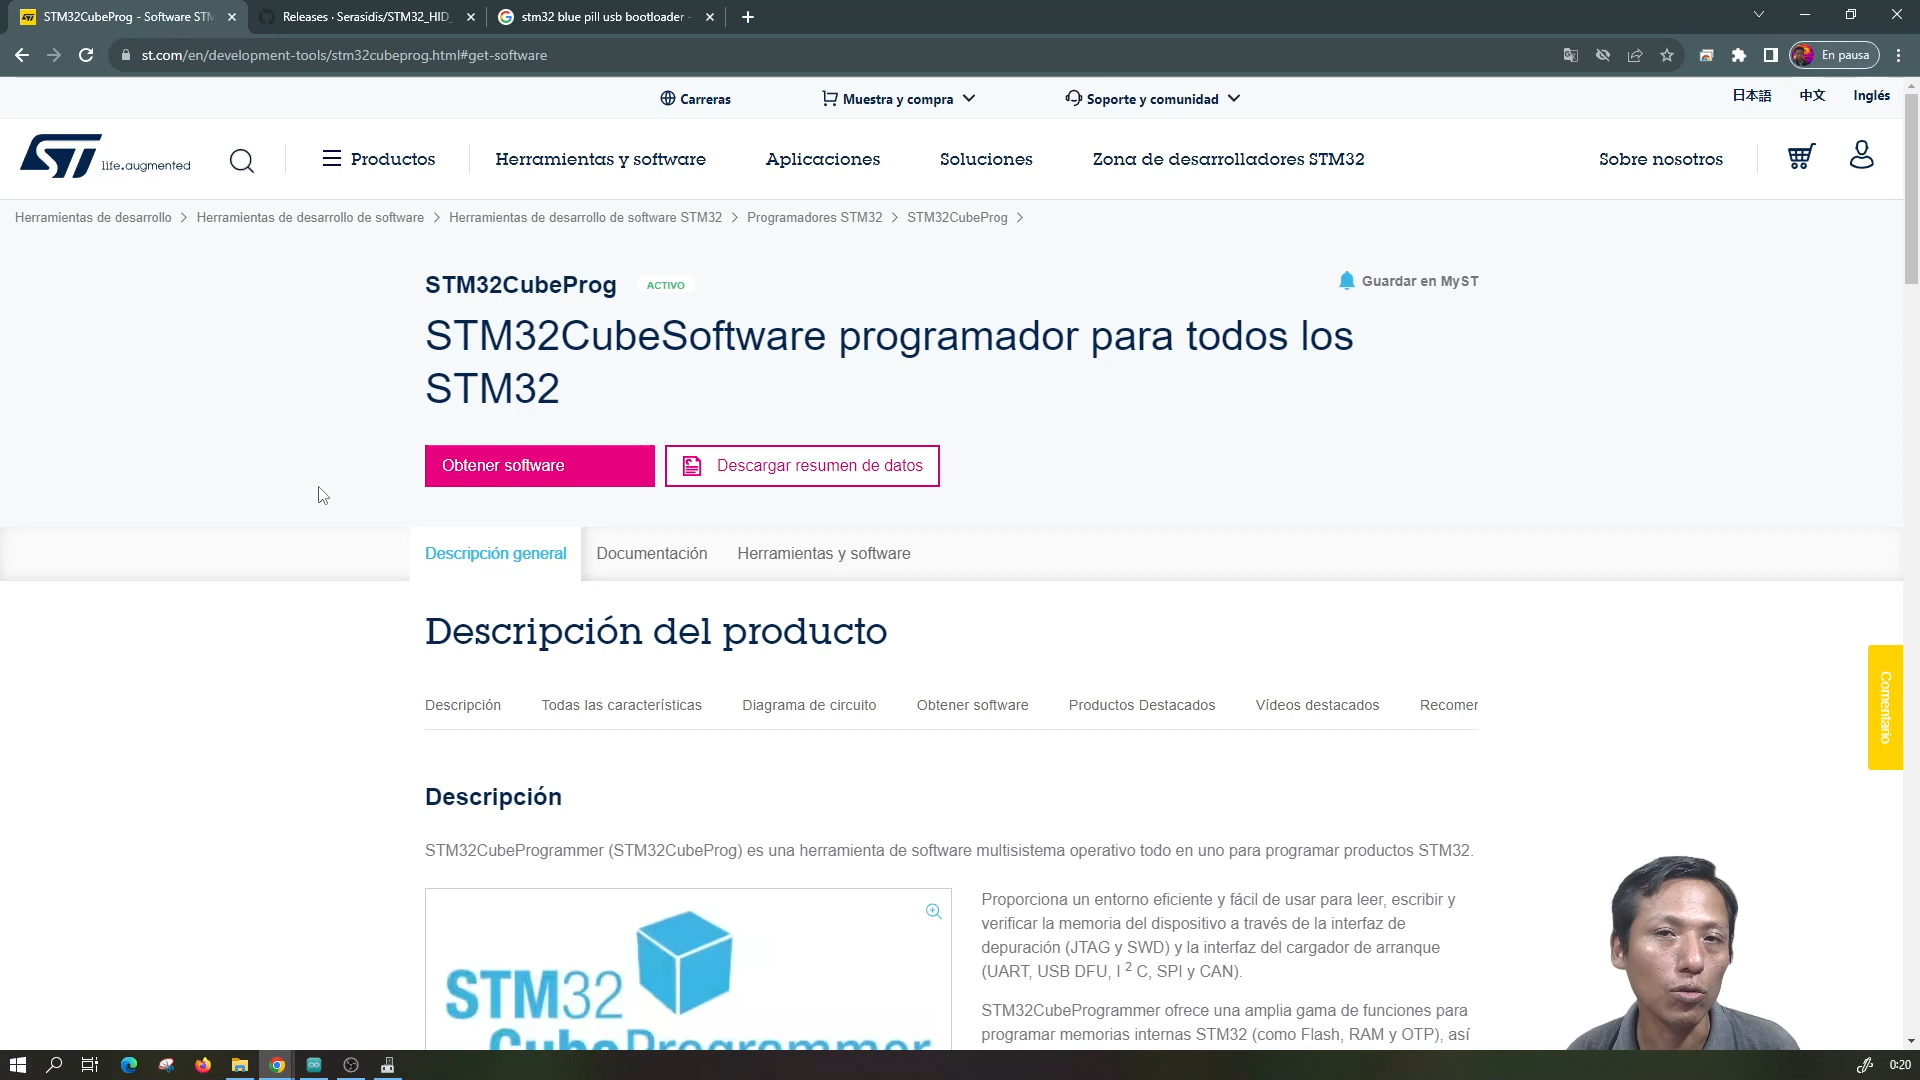 STM32CubeProg - Software STM
Releases · Serasidis/STM32_HID_
stm32 blue pill usb bootloader -
st.com/en/development-tools/stm32cubeprog.html#get-software
En pausa
Carreras
Muestra y compra
Soporte y comunidad
日本語
中文
Inglés
ST
life.augmented
Productos
Herramientas y software
Aplicaciones
Soluciones
Zona de desarrolladores STM32
Sobre nosotros
Herramientas de desarrollo > Herramientas de desarrollo de software > Herramientas de desarrollo de software STM32 > Programadores STM32 > STM32CubeProg >
STM32CubeProg
ACTIVO
Guardar en MyST
STM32CubeSoftware programador para todos los
STM32
Obtener software
Descargar resumen de datos
Descripción general
Documentación
Herramientas y software
Descripción del producto
Descripción
Todas las características
Diagrama de circuito
Obtener software
Productos Destacados
Vídeos destacados
Recomer
Comentario
Descripción
STM32CubeProgrammer (STM32CubeProg) es una herramienta de software multisistema operativo todo en uno para programar productos STM32.
STM32
CubeProgrammer
Proporciona un entorno eficiente y fácil de usar para leer, escribir y
verificar la memoria del dispositivo a través de la interfaz de
depuración (JTAG y SWD) y la interfaz del cargador de arranque
(UART, USB DFU, I 2 C, SPI y CAN).
STM32CubeProgrammer ofrece una amplia gama de funciones para
programar memorias internas STM32 (como Flash, RAM y OTP), así
0:20